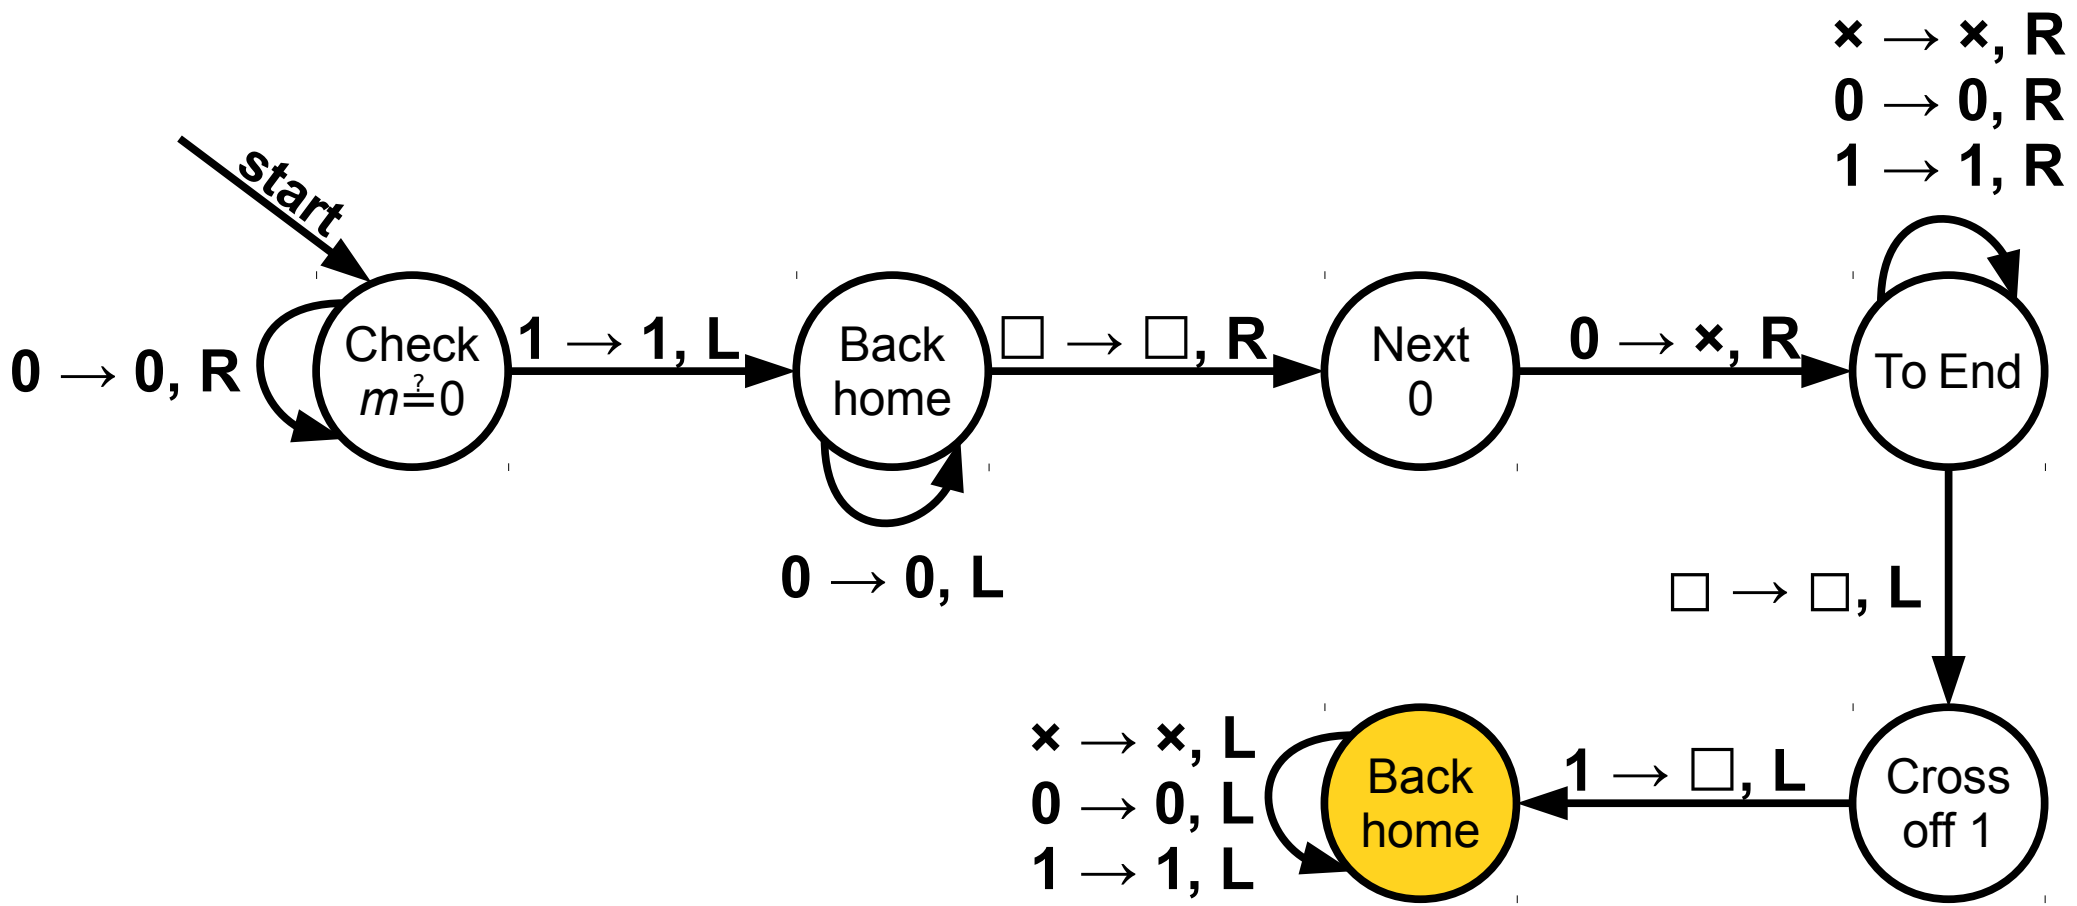 × → ×, R
0 → 0, R
1 → 1, R
start
0 → 0, R
Check
m≟0
1 → 1, L
Back
home
□ → □, R
Next
0
0 → ×, R
To End
0 → 0, L
□ → □, L
× → ×, L
0 → 0, L
1 → 1, L
Back
home
1 → □, L
Cross
off 1